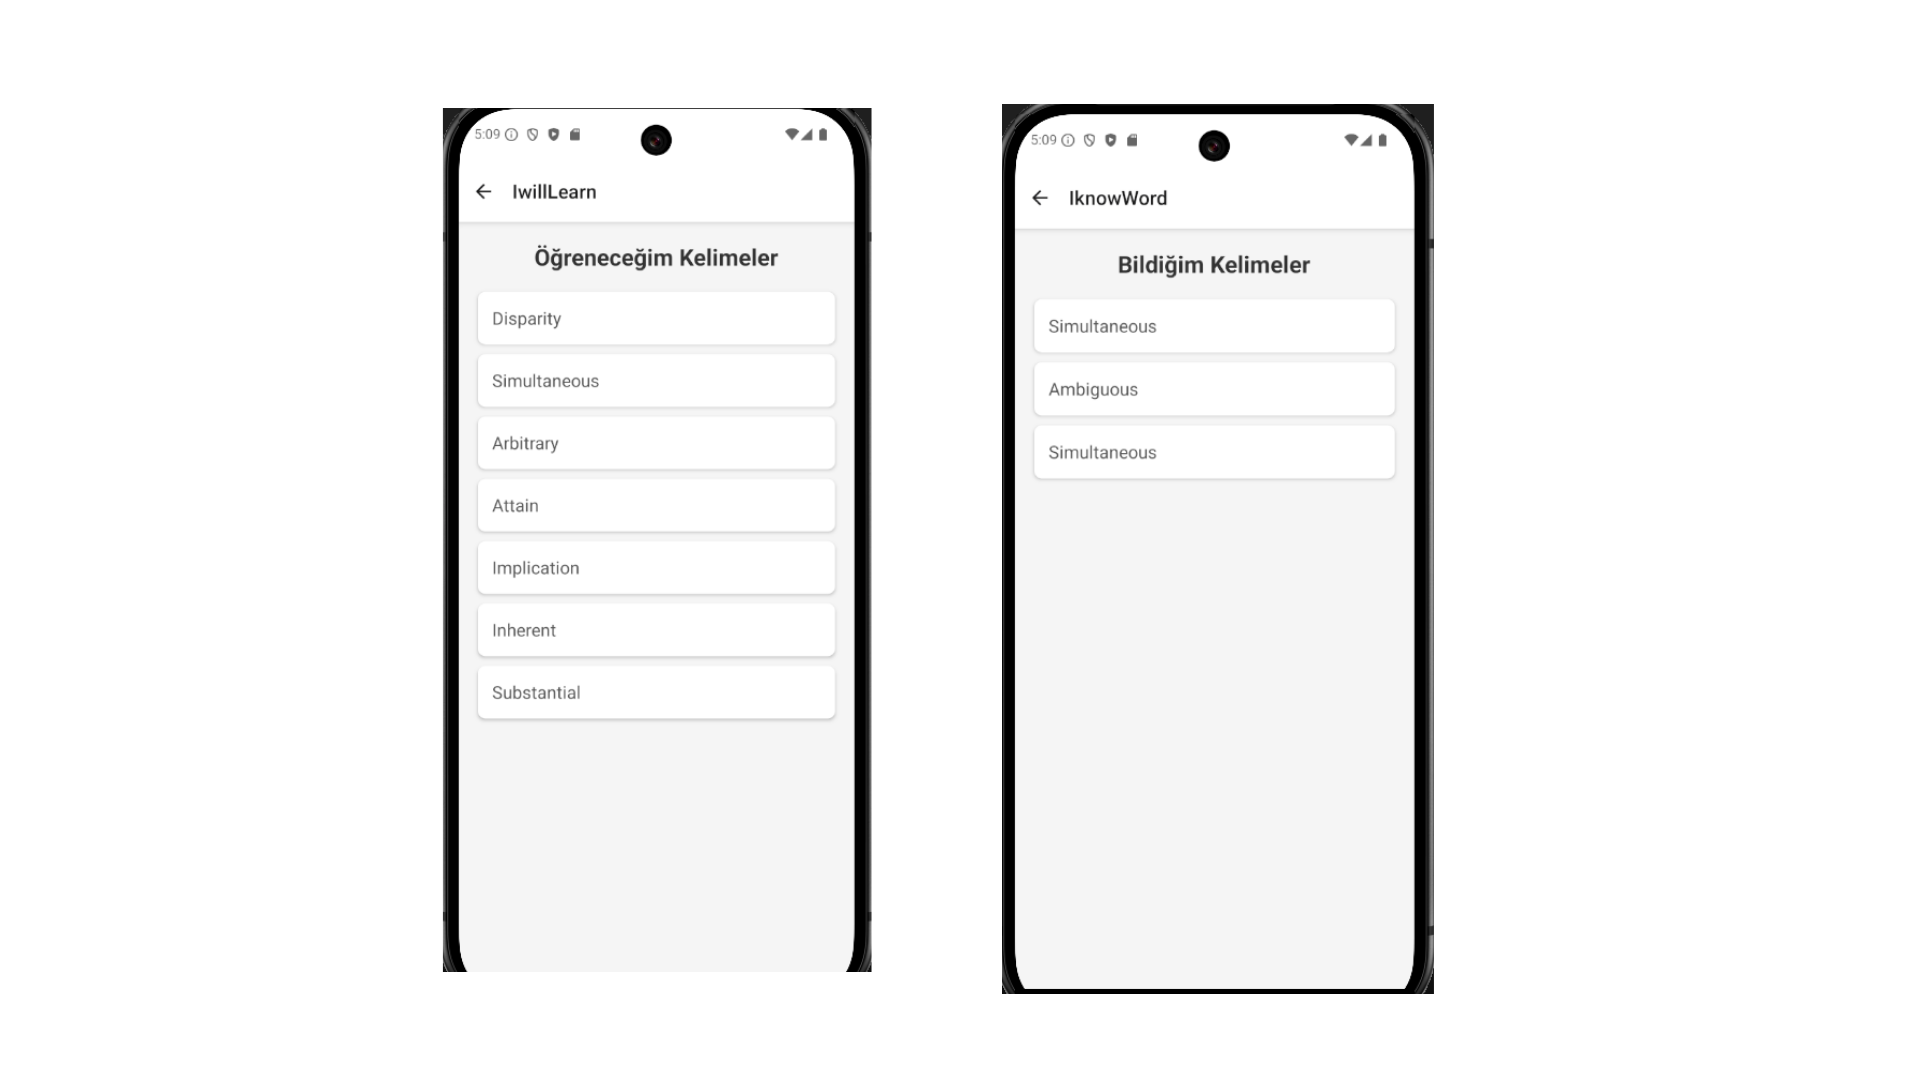 5:09
IwillLearn
Öğreneceğim Kelimeler
Disparity
Simultaneous
Arbitrary
Attain
Implication
Inherent
Substantial
5:09
IknowWord
Bildiğim Kelimeler
Simultaneous
Ambiguous
Simultaneous